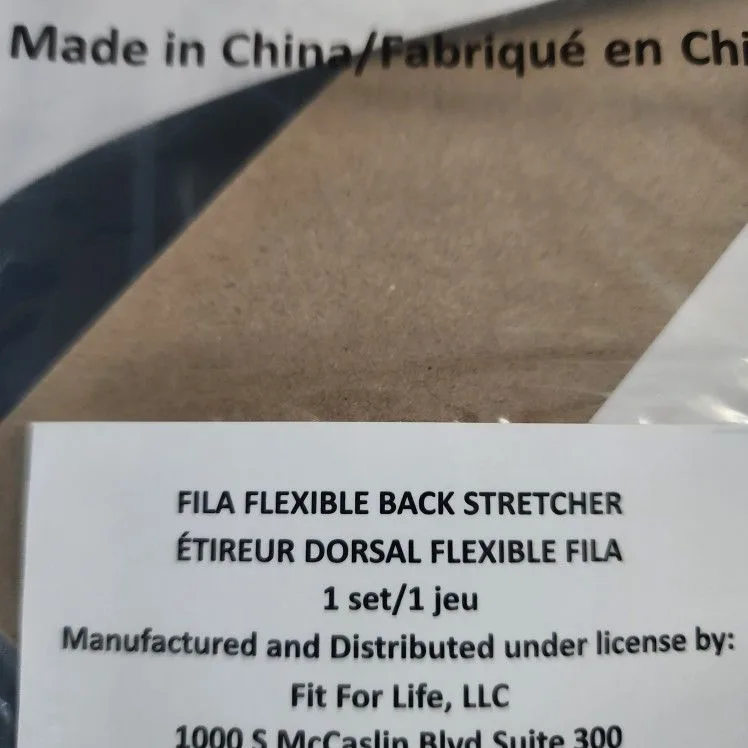 Made in China/Fabriqué en Chi
FILA FLEXIBLE BACK STRETCHER
ÉTIREUR DORSAL FLEXIBLE FILA
1 set/1 jeu
Manufactured and Distributed under license by:
Fit For Life, LLC
1000 S McCaslin Blvd Suite 300